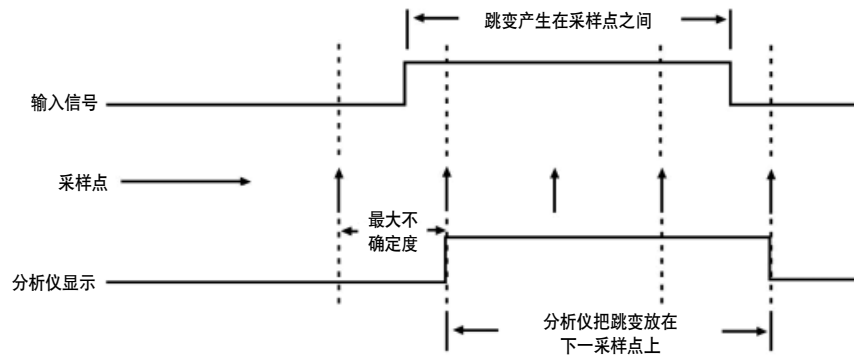 跳变产生在采样点之间
输入信号
采样点
最大不
确定度
分析仪显示
分析仪把跳变放在
下一采样点上